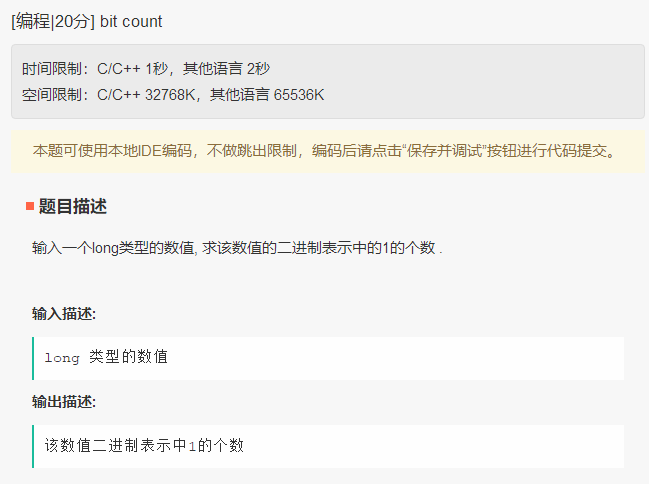 [编程|20分] bit count
时间限制：C/C++ 1秒，其他语言 2秒
空间限制：C/C++ 32768K，其他语言 65536K
本题可使用本地IDE编码，不做跳出限制，编码后请点击“保存并调试”按钮进行代码提交。
题目描述
输入一个long类型的数值, 求该数值的二进制表示中的1的个数 .
输入描述:
long 类型的数值
输出描述:
该数值二进制表示中1的个数